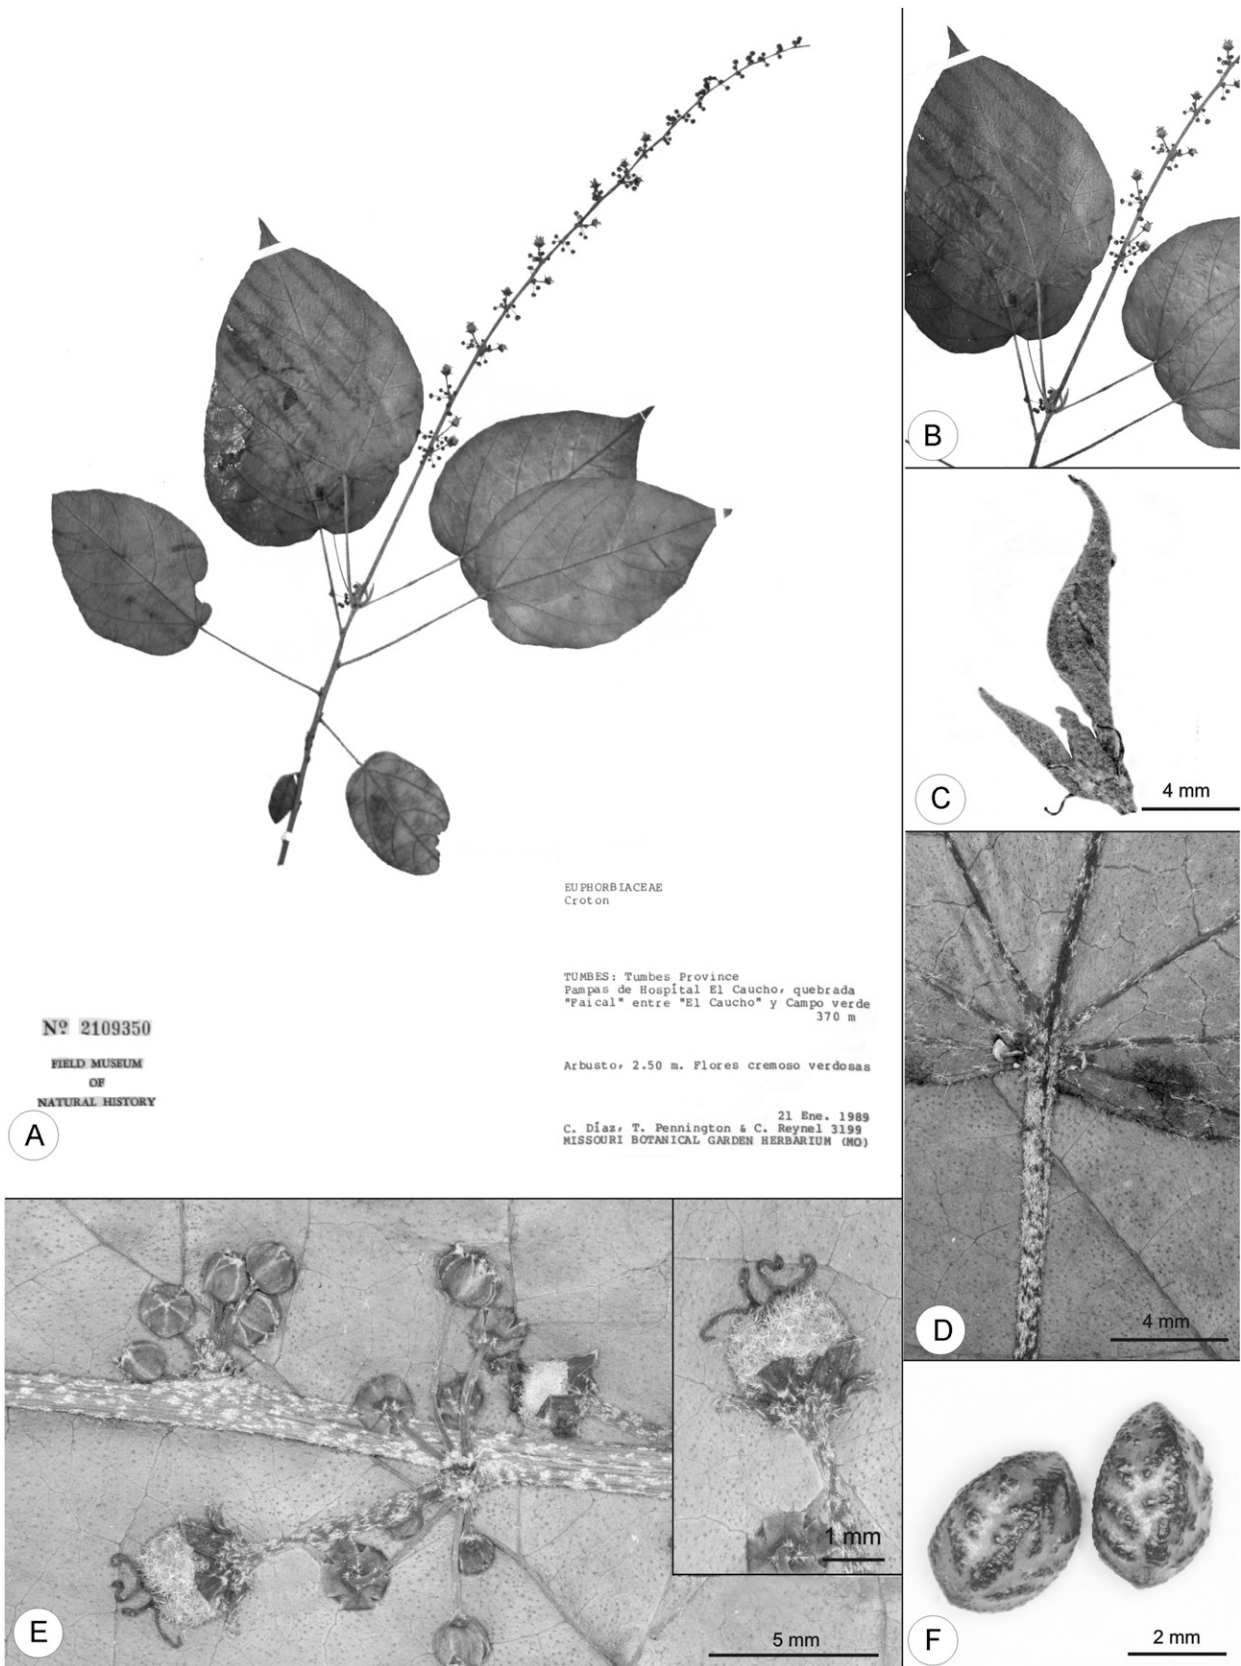 B
4 mm
C
EUPHORBIACEAE
Croton
TUMBES: Tumbes Province
Pampas de Hospital El Caucho, quebrada
"Faical" entre "El Caucho" y Campo verde
370 m
Nº 2109350
FIELD MUSEUM
OF
NATURAL HISTORY
A
Arbusto, 2.50 m. Flores cremoso verdosas
21 Ene. 1989
C. Díaz, T. Pennington & C. Reynel 3199
MISSOURI BOTANICAL GARDEN HERBARIUM (MO)
D
4 mm
1 mm
E
5 mm
F
2 mm